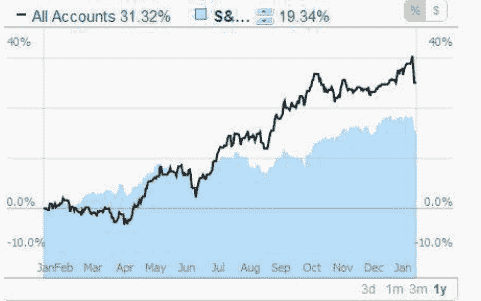 All Accounts 31.32% S&... 19.34% % $
40% 40%
0.0% 0.0%
-10.0% -10.0%
Jan Feb Mar Apr May Jun Jul Aug Sep Oct Nov Dec Jan
3d 1m 3m 1y